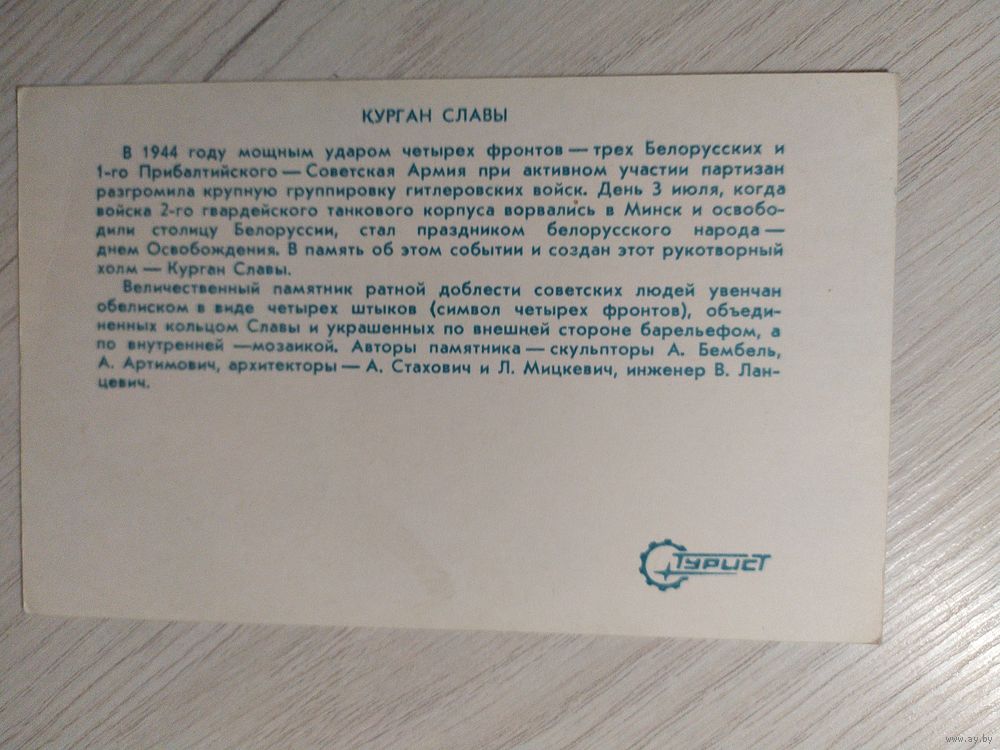 КУРГАН СЛАВЫ
В 1944 году мощным ударом четырех фронтов — трех Белорусских и
1-го Прибалтийского — Советская Армия при активном участии партизан
разгромила крупную группировку гитлеровских войск. День 3 июля, когда
войска 2-го гвардейского танкового корпуса ворвались в Минск и освобо-
дили столицу Белоруссии, стал праздником белорусского народа —
днем Освобождения. В память об этом событии и создан этот рукотворный
холм — Курган Славы.
Величественный памятник ратной доблести советских людей увенчан
обелиском в виде четырех штыков (символ четырех фронтов), объеди-
ненных кольцом Славы и украшенных по внешней стороне барельефом, а
по внутренней —мозаикой. Авторы памятника — скульпторы А. Бембель,
А. Артимович, архитекторы — А. Стахович и Л. Мицкевич, инженер В. Лан-
цевич.
ТУРИСТ
www.ay.by